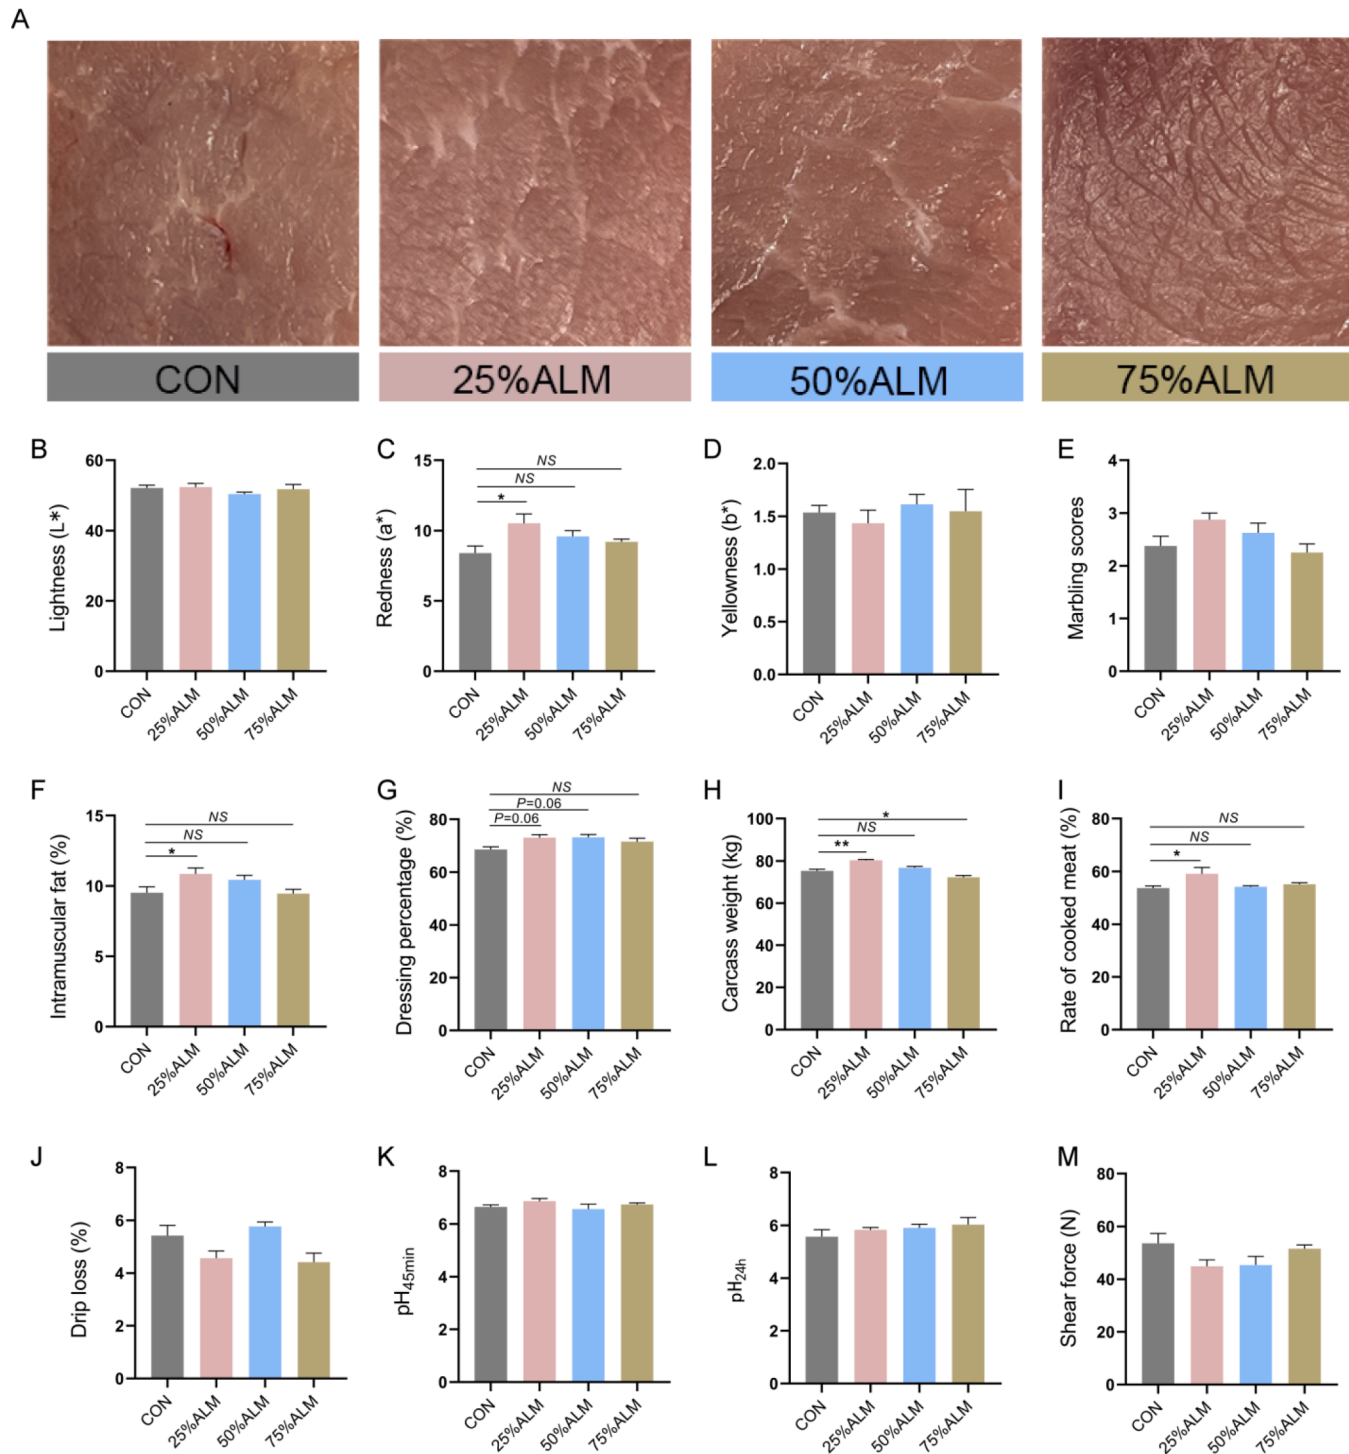 A
CON
25%ALM
50%ALM
75%ALM
B
Lightness (L*)
60
40
20
0
CON
25%ALM
50%ALM
75%ALM
C
Redness (a*)
15
10
5
0
NS
NS
*
CON
25%ALM
50%ALM
75%ALM
D
Yellowness (b*)
2.0
1.5
1.0
0.5
0.0
CON
25%ALM
50%ALM
75%ALM
E
Marbling scores
4
3
2
1
0
CON
25%ALM
50%ALM
75%ALM
F
Intramuscular fat (%)
15
10
5
0
NS
NS
*
CON
25%ALM
50%ALM
75%ALM
G
Dressing percentage (%)
80
60
40
20
0
NS
P=0.06
P=0.06
CON
25%ALM
50%ALM
75%ALM
H
Carcass weight (kg)
100
80
60
40
20
0
*
NS
**
CON
25%ALM
50%ALM
75%ALM
I
Rate of cooked meat (%)
80
60
40
20
0
NS
NS
*
CON
25%ALM
50%ALM
75%ALM
J
Drip loss (%)
8
6
4
2
0
CON
25%ALM
50%ALM
75%ALM
K
pH45min
8
6
4
2
0
CON
25%ALM
50%ALM
75%ALM
L
pH24h
8
6
4
2
0
CON
25%ALM
50%ALM
75%ALM
M
Shear force (N)
80
60
40
20
0
CON
25%ALM
50%ALM
75%ALM